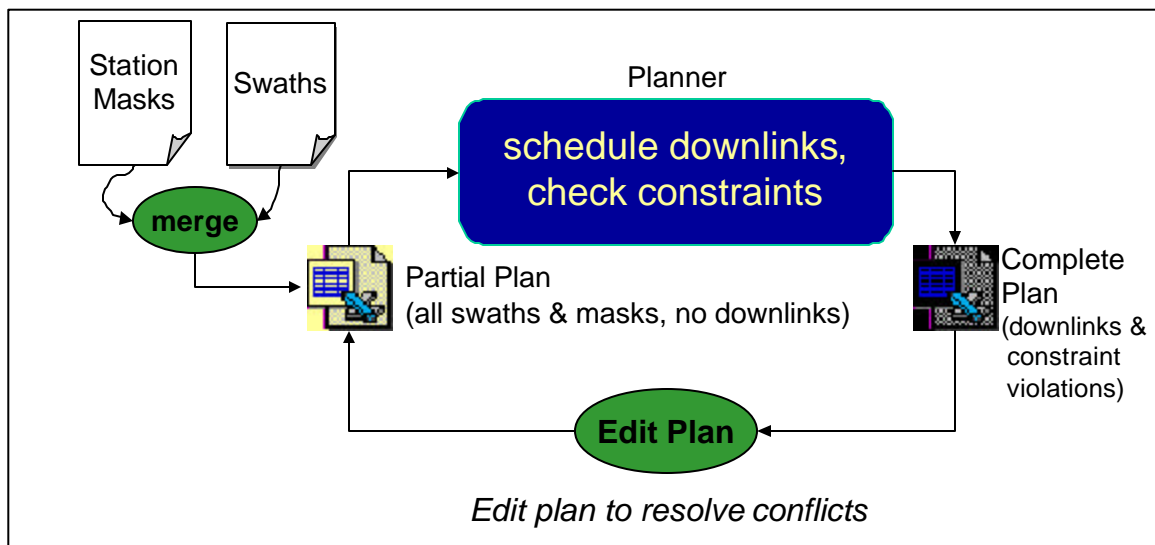 Station
Masks
Swaths
merge
Planner
schedule downlinks,
check constraints
Partial Plan
(all swaths & masks, no downlinks)
Complete
Plan
(downlinks &
constraint
violations)
Edit Plan
Edit plan to resolve conflicts